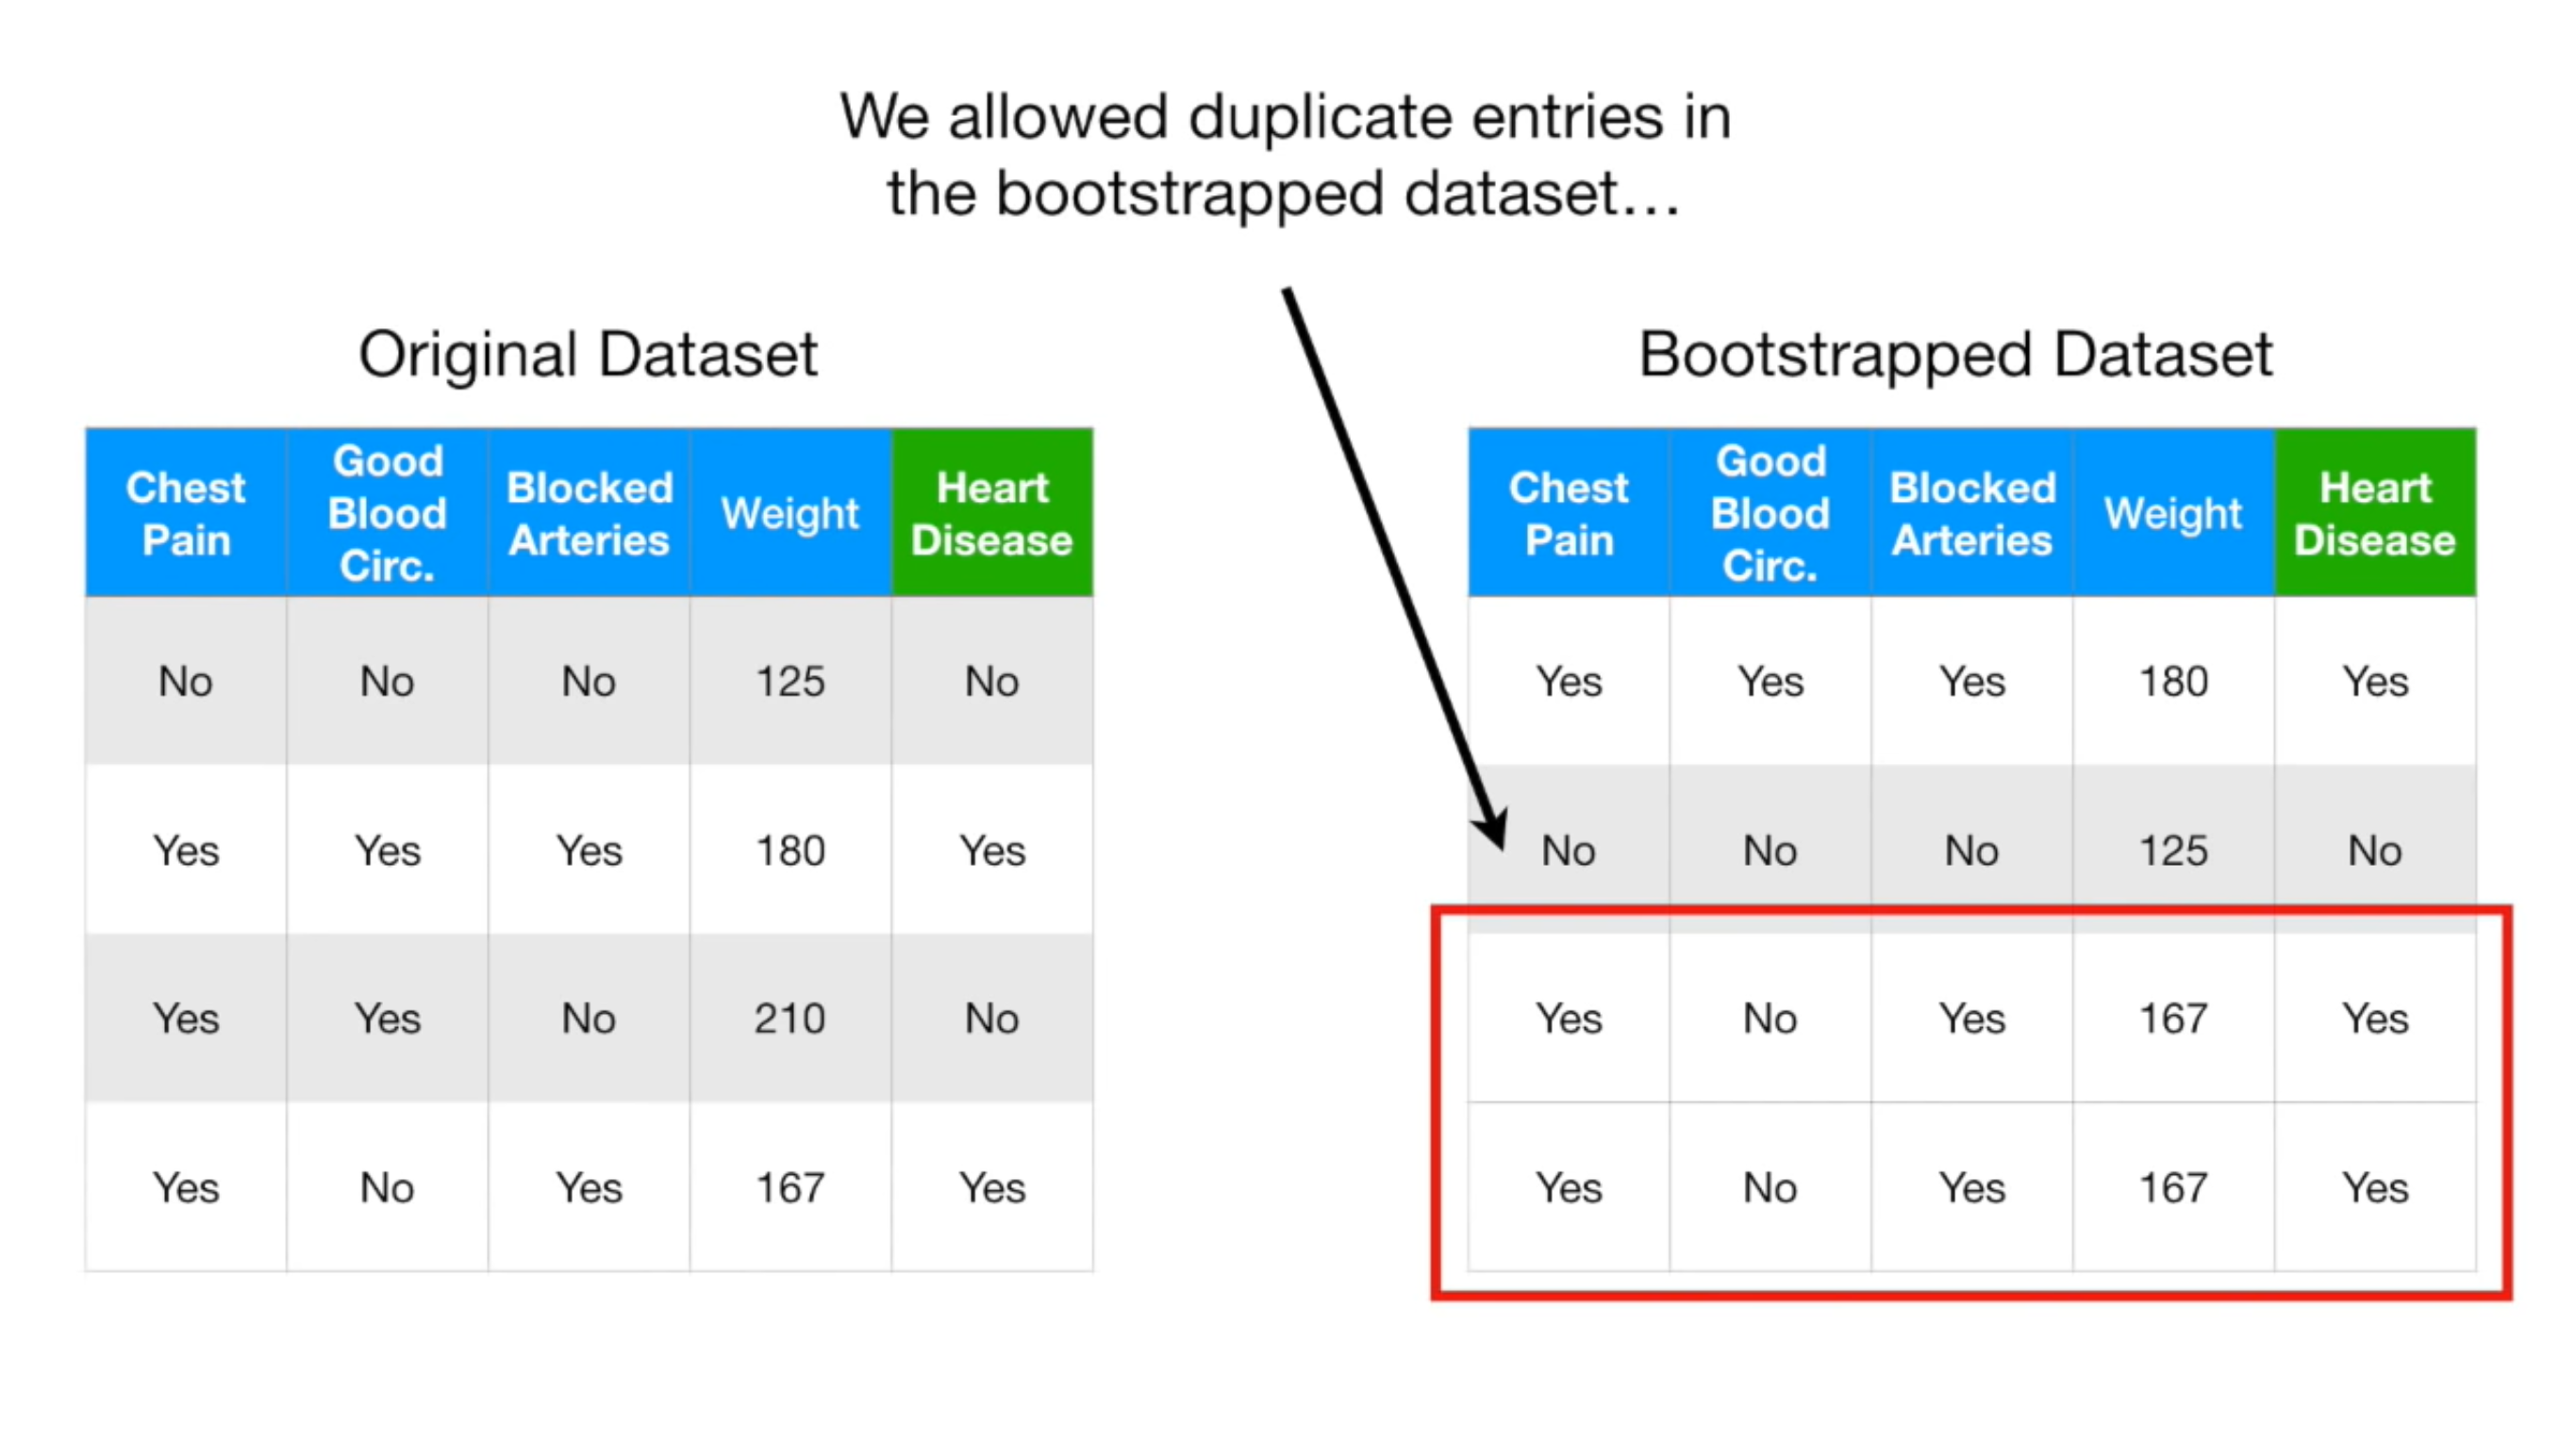 We allowed duplicate entries in
the bootstrapped dataset…
Original Dataset
Chest Pain Good Blood Circ. Blocked Arteries Weight Heart Disease
No No No 125 No
Yes Yes Yes 180 Yes
Yes Yes No 210 No
Yes No Yes 167 Yes
Bootstrapped Dataset
Chest Pain Good Blood Circ. Blocked Arteries Weight Heart Disease
Yes Yes Yes 180 Yes
No No No 125 No
Yes No Yes 167 Yes
Yes No Yes 167 Yes